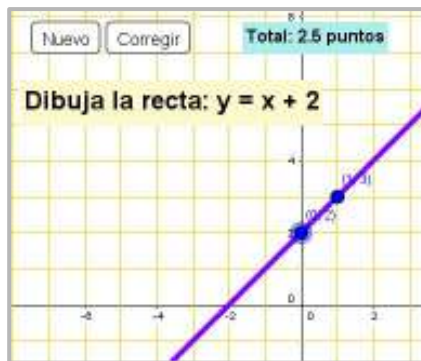 8
Nuevo Corregir Total: 2.5 puntos
Dibuja la recta: y = x + 2
4
(1, 3)
(0, 2)
2
0
-4 -2 0 2